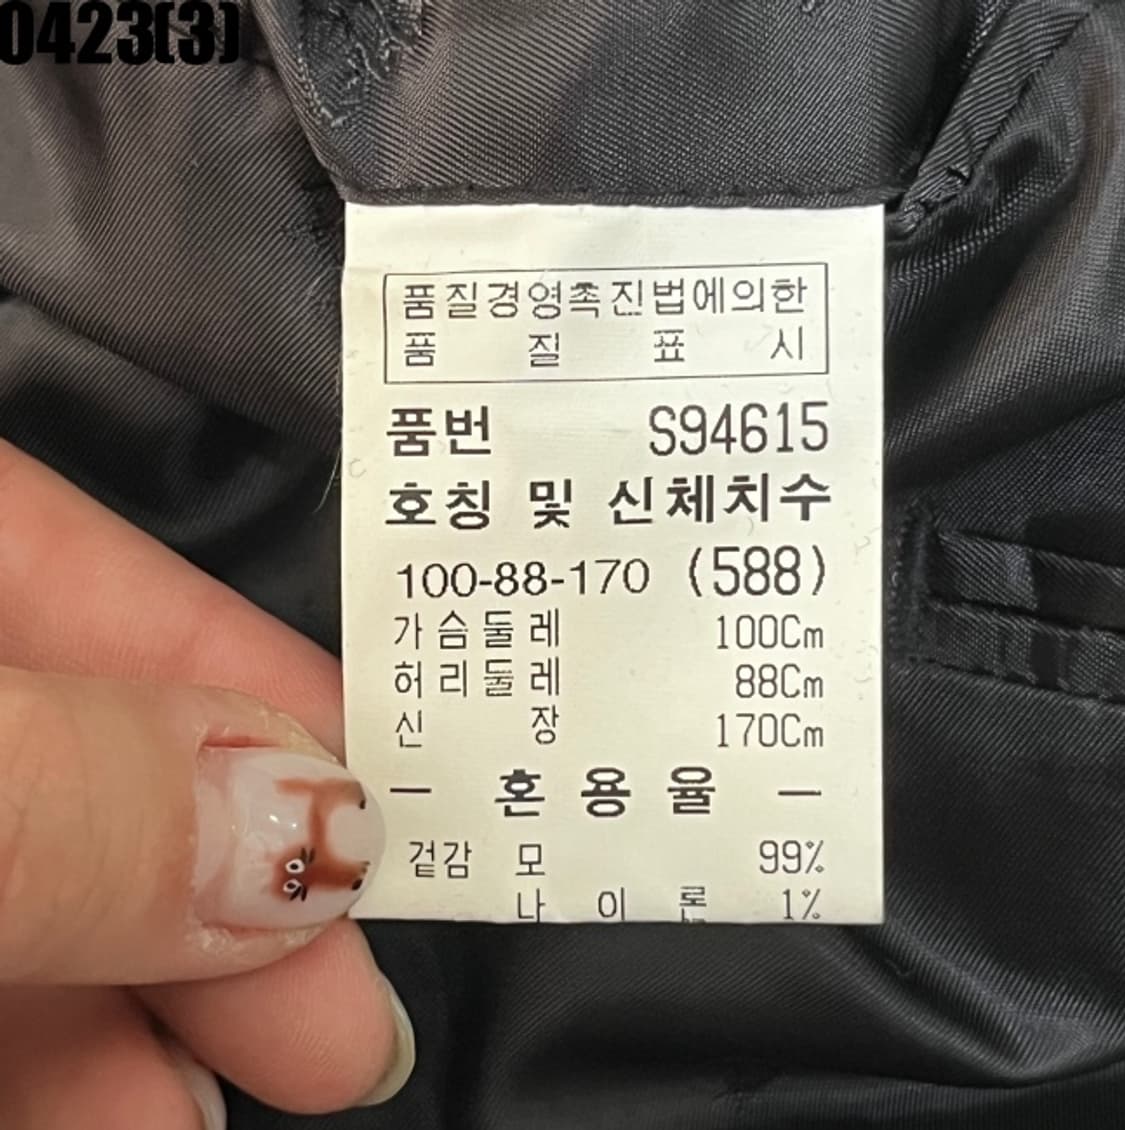 0423(3)
품질경영촉진법에의한
품 질 표 시
품번 S94615
호칭 및 신체치수
100-88-170 (588)
가슴둘레 100Cm
허리둘레 88Cm
신 장 170Cm
- 혼 용 율 -
겉감 모 99%
나 이 론 1%